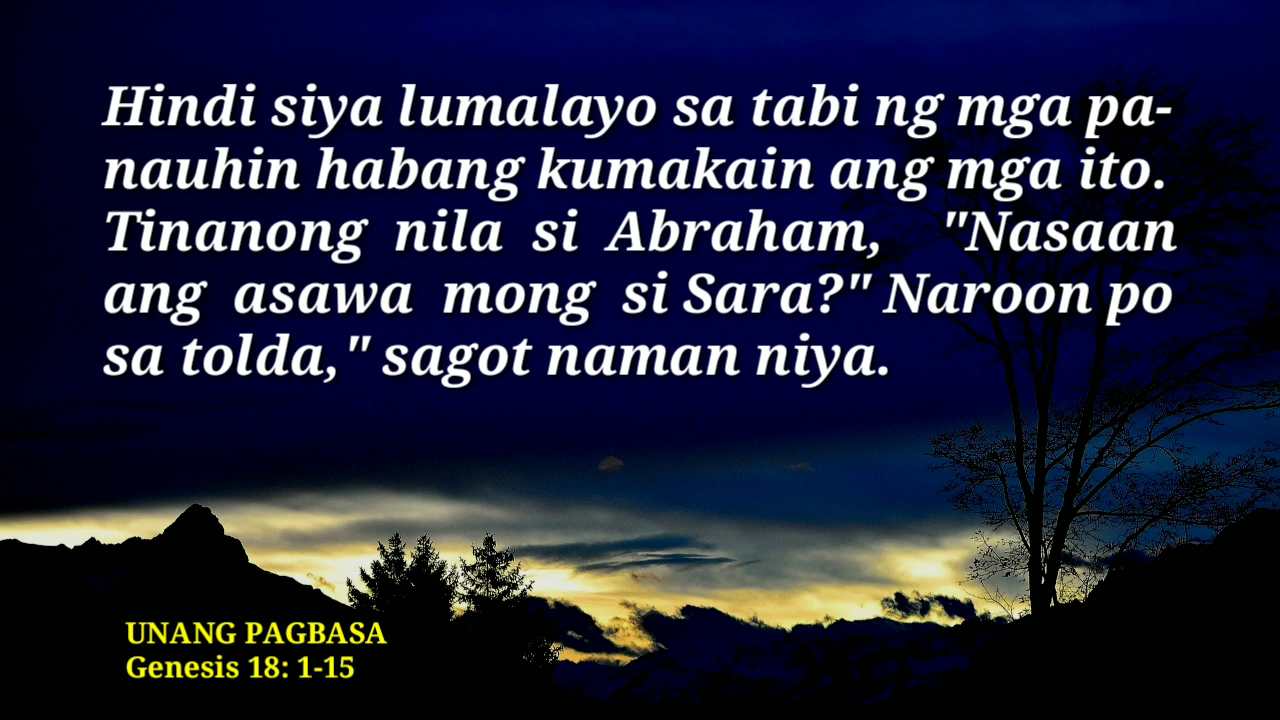 Hindi siya lumalayo sa tabi ng mga pa-
nauhin habang kumakain ang mga ito.
Tinanong nila si Abraham, "Nasaan
ang asawa mong si Sara?" Naroon po
sa tolda," sagot naman niya.
UNANG PAGBASA
Genesis 18: 1-15